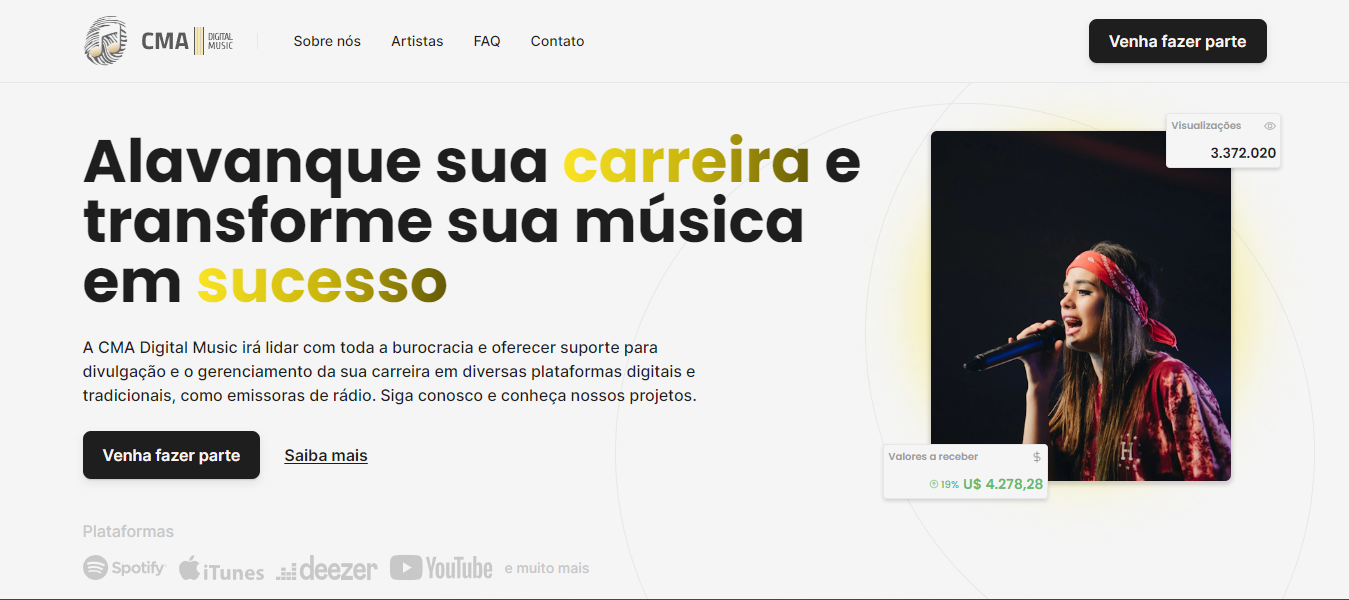 CMA DIGITAL MUSIC
Sobre nós
Artistas
FAQ
Contato
Venha fazer parte
Alavanque sua carreira e
transforme sua música
em sucesso
A CMA Digital Music irá lidar com toda a burocracia e oferecer suporte para
divulgação e o gerenciamento da sua carreira em diversas plataformas digitais e
tradicionais, como emissoras de rádio. Siga conosco e conheça nossos projetos.
Venha fazer parte
Saiba mais
Plataformas
Spotify iTunes deezer YouTube e muito mais
Visualizações
3.372.020
H
Valores a receber $
19% U$ 4.278,28